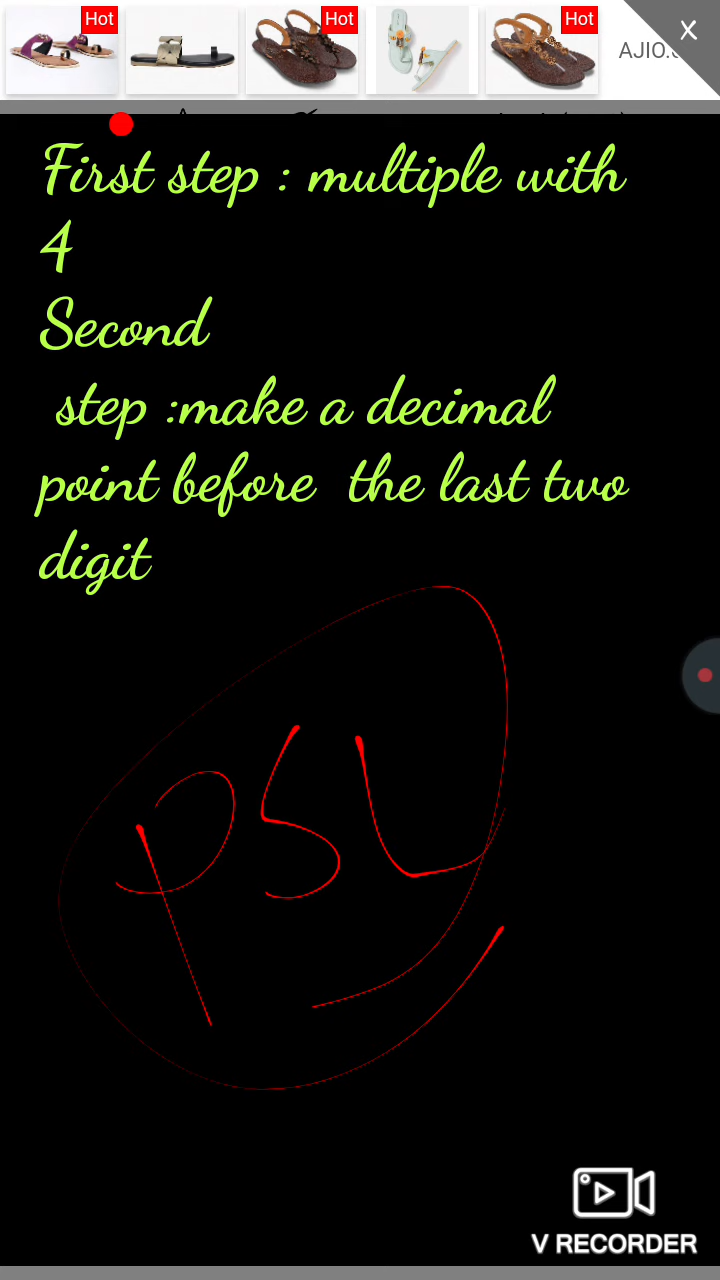 Hot
Hot
Hot
AJIO.
X
First step : multiple with
4
Second
step :make a decimal
point before the last two
digit
PSU
V RECORDER